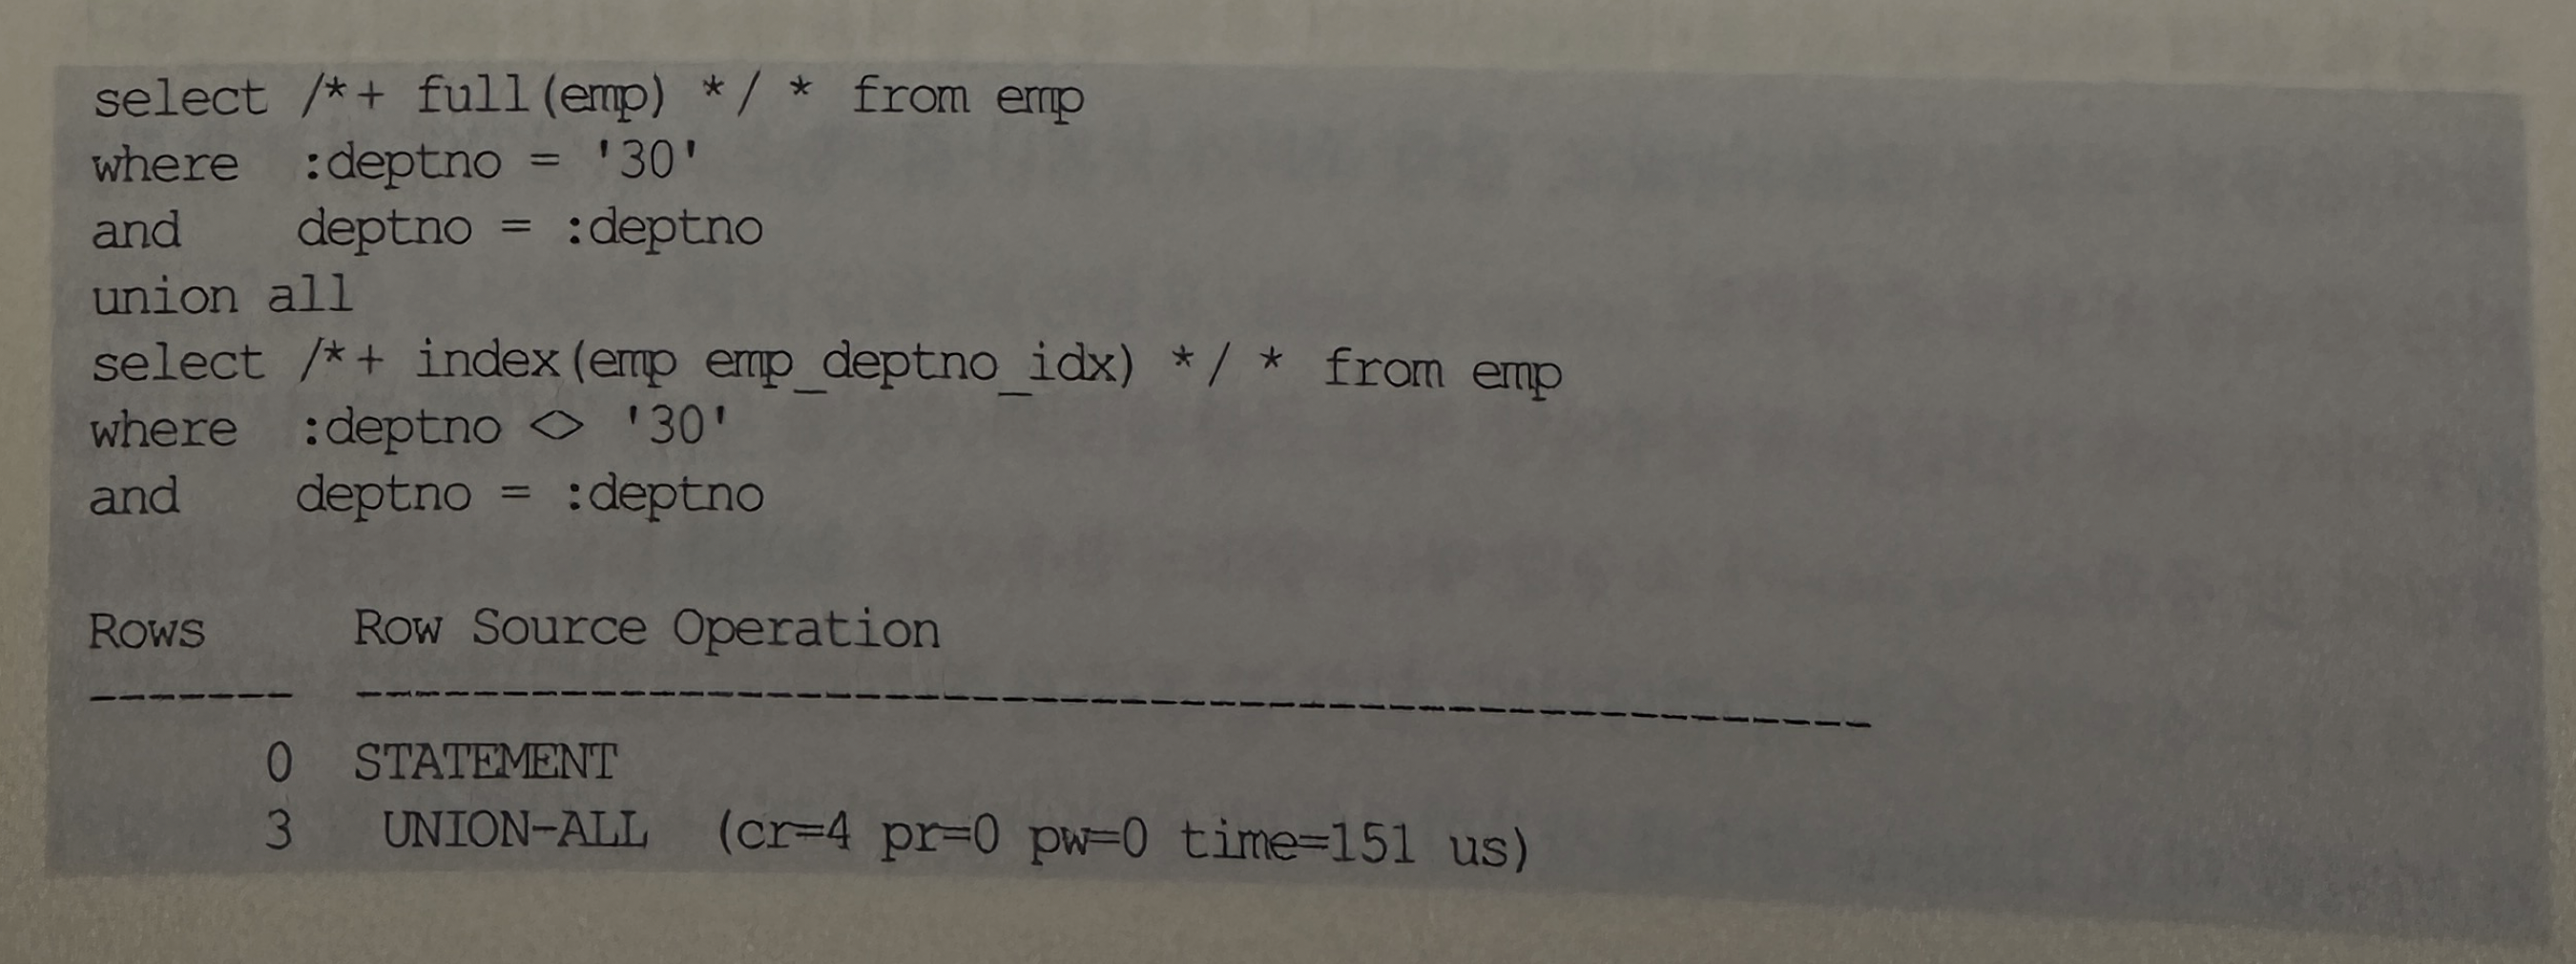 select /*+ full(emp) */ * from emp
where  :deptno = '30'
and    deptno = :deptno
union all
select /*+ index(emp emp_deptno_idx) */ * from emp
where  :deptno <> '30'
and    deptno = :deptno
Rows     Row Source Operation
-------  ---------------------------------------------------
      0  STATEMENT
      3   UNION-ALL  (cr=4 pr=0 pw=0 time=151 us)